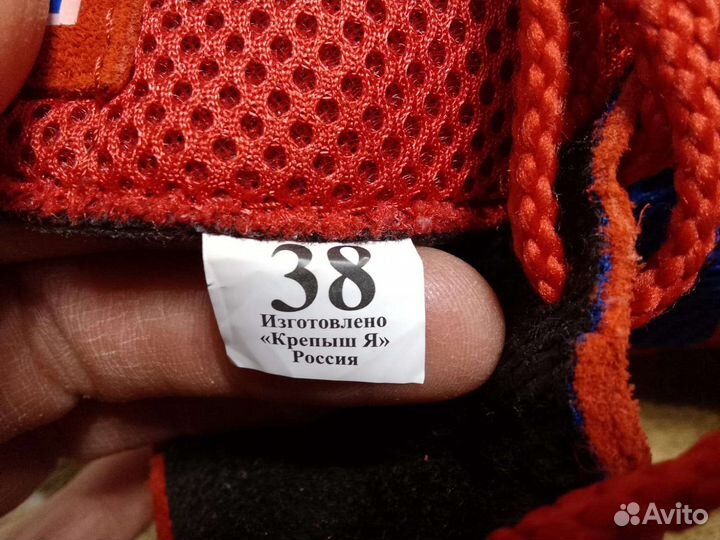 38
Изготовлено
«Крепыш Я»
Россия
Avito